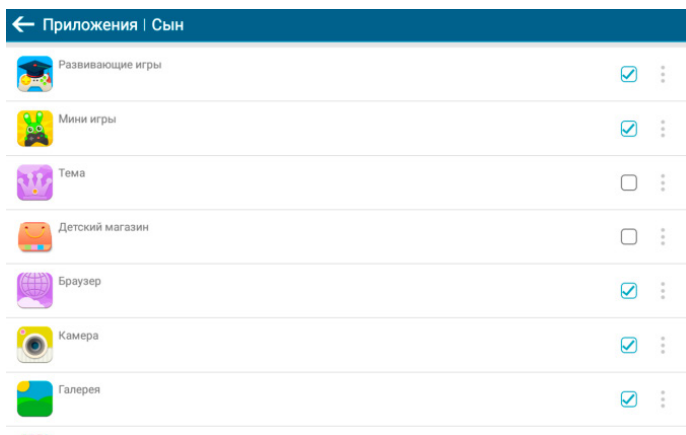 Приложения | Сын
Развивающие игры
Мини игры
Тема
Детский магазин
Браузер
Камера
Галерея